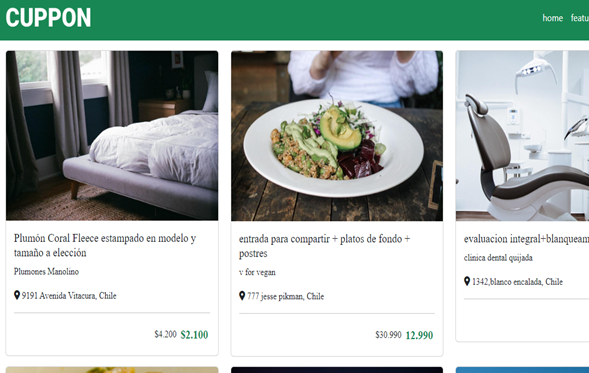 CUPPON
home featu
Plumón Coral Fleece estampado en modelo y
tamaño a elección
Plumones Manolino
9191 Avenida Vitacura, Chile
$4.200 $2.100
entrada para compartir + platos de fondo +
postres
v for vegan
777 jesse pikman, Chile
$30.990 12.990
evaluacion integral+blanqueam
clinica dental quijada
1342,blanco encalada, Chile